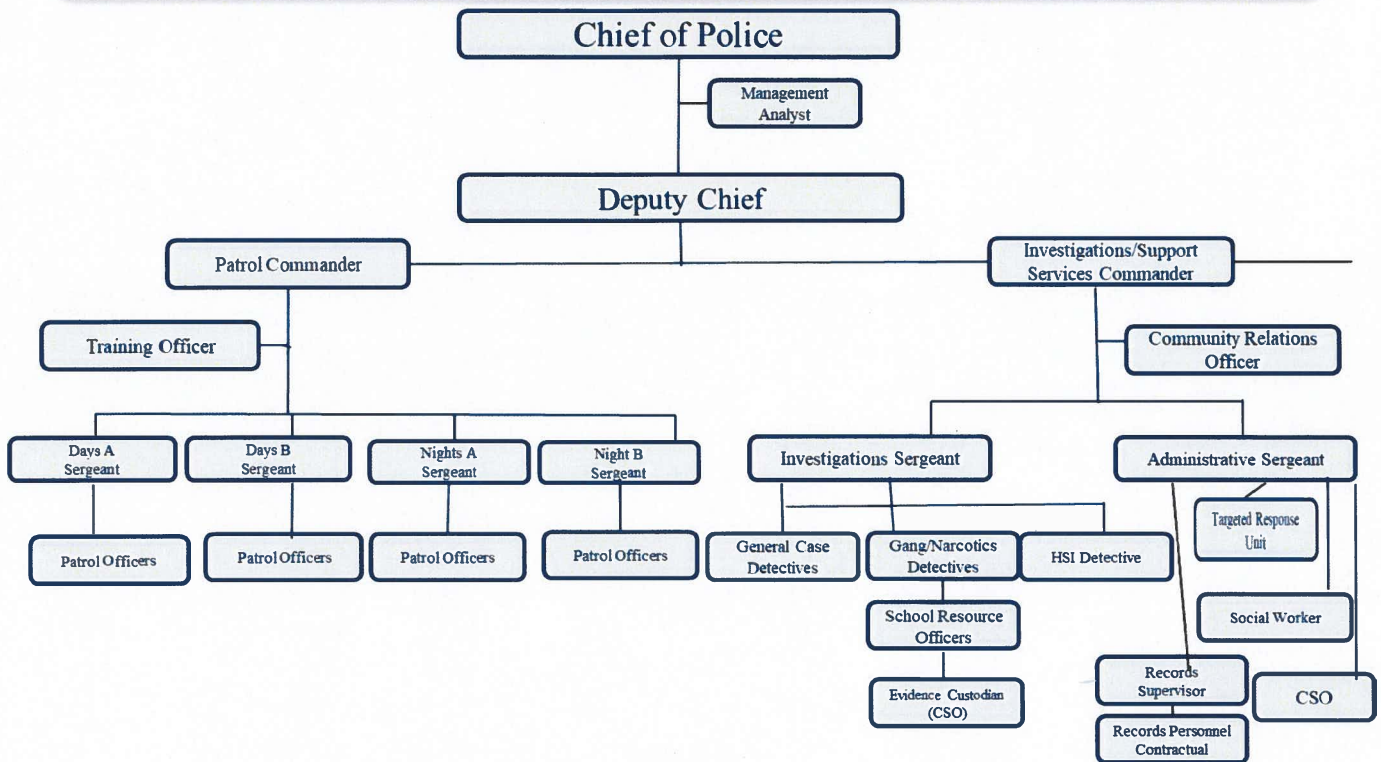 Chief of Police
Management
Analyst
Deputy Chief
Patrol Commander
Investigations/Support
Services Commander
Training Officer
Community Relations
Officer
Days A
Sergeant
Days B
Sergeant
Nights A
Sergeant
Night B
Sergeant
Investigations Sergeant
Administrative Sergeant
Patrol Officers
Patrol Officers
Patrol Officers
Patrol Officers
General Case
Detectives
Gang/Narcotics
Detectives
HSI Detective
Targeted Response
Unit
School Resource
Officers
Social Worker
Evidence Custodian
(CSO)
Records
Supervisor
CSO
Records Personnel
Contractual